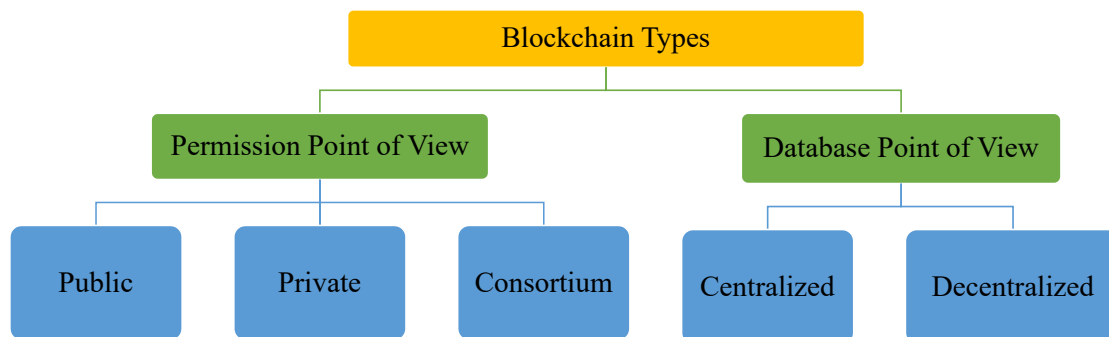 Blockchain Types
Permission Point of View
Database Point of View
Public
Private
Consortium
Centralized
Decentralized